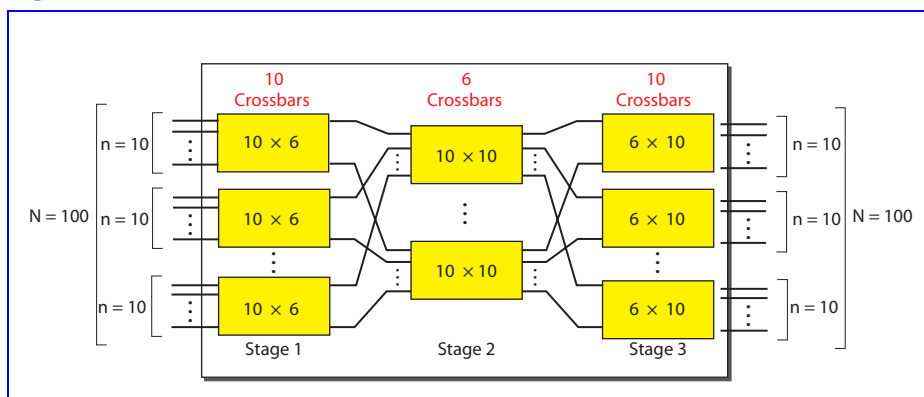 10 Crossbars
6 Crossbars
10 Crossbars
n = 10
10 × 6
10 × 10
6 × 10
n = 10
N = 100
n = 10
10 × 6
6 × 10
n = 10
N = 100
10 × 10
n = 10
10 × 6
6 × 10
n = 10
Stage 1
Stage 2
Stage 3